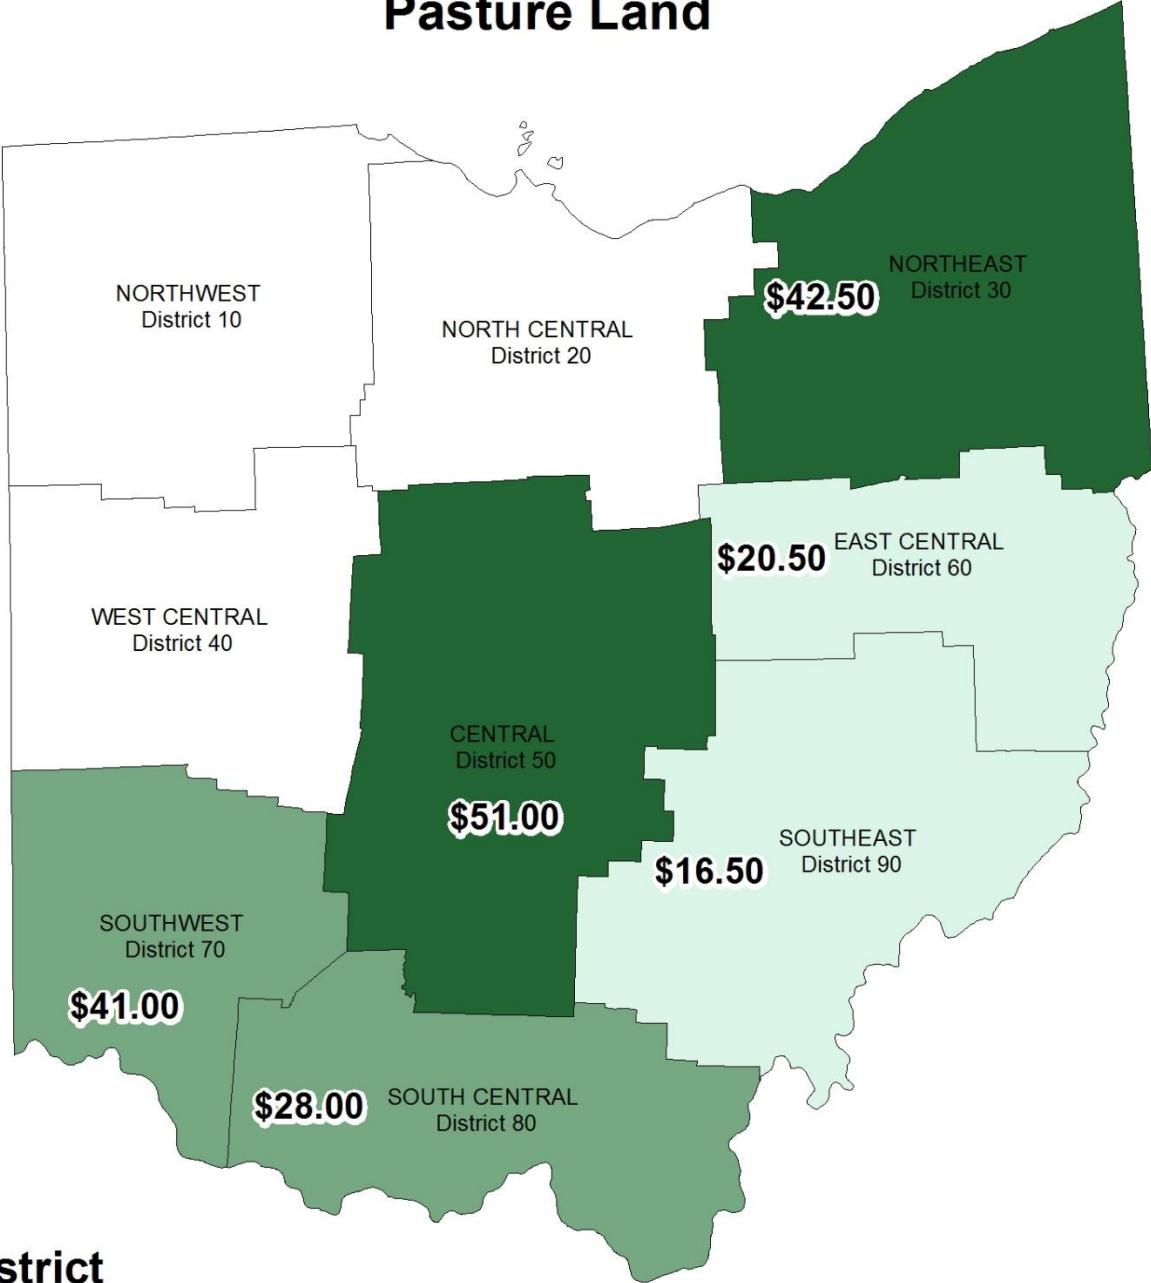 Pasture Land
NORTHEAST
District 30
$42.50
NORTHWEST
District 10
NORTH CENTRAL
District 20
$20.50
EAST CENTRAL
District 60
WEST CENTRAL
District 40
CENTRAL
District 50
$51.00
SOUTHEAST
District 90
$16.50
SOUTHWEST
District 70
$41.00
$28.00
SOUTH CENTRAL
District 80
strict